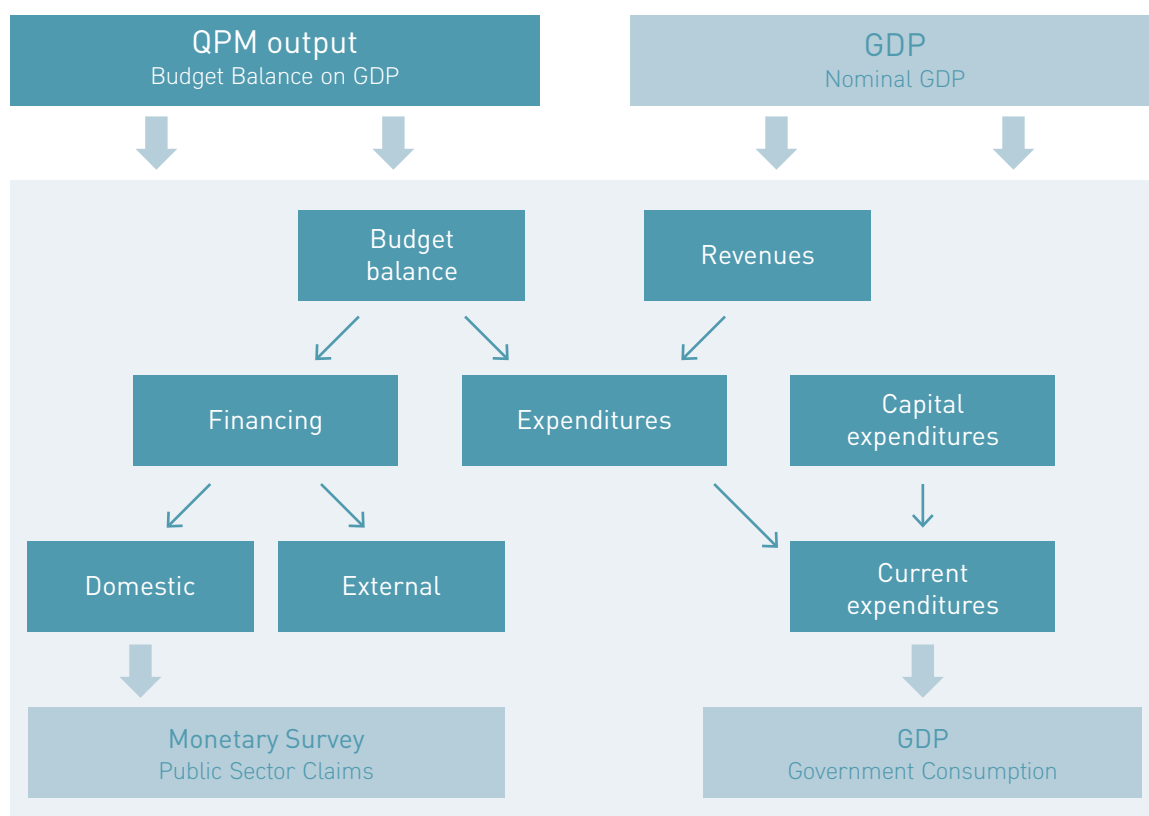 QPM output
Budget Balance on GDP
GDP
Nominal GDP
Budget
balance
Revenues
Financing
Expenditures
Capital
expenditures
Domestic
External
Current
expenditures
Monetary Survey
Public Sector Claims
GDP
Government Consumption